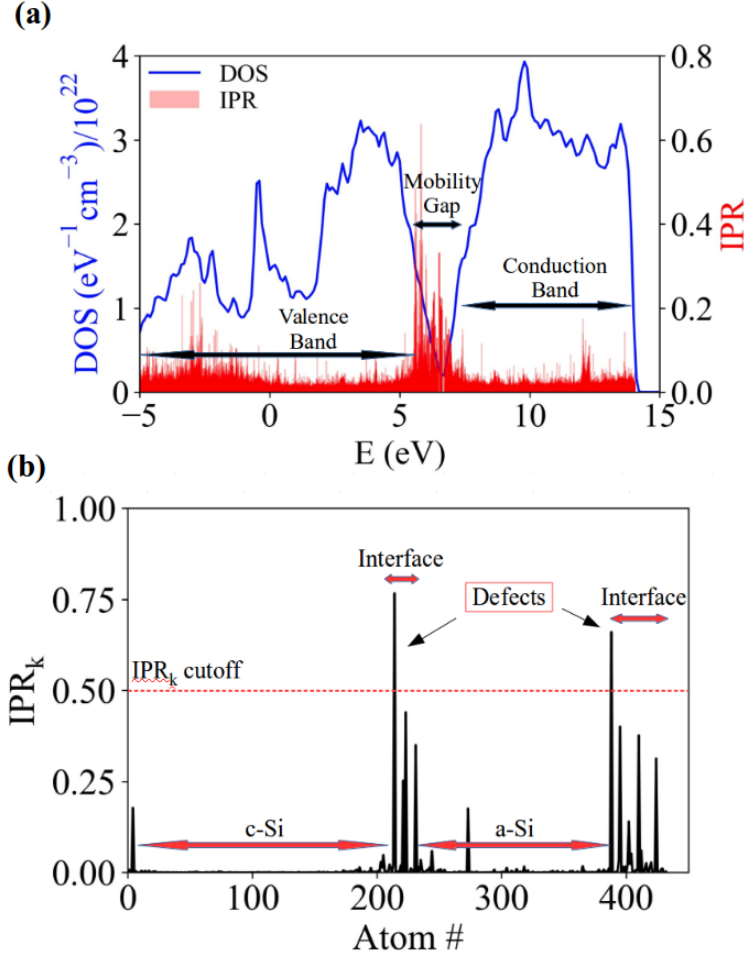 (a)
DOS
IPR
Mobility
Gap
Conduction
Band
Valence
Band
DOS (eV⁻¹ cm⁻³)/10²²
4
3
2
1
0
IPR
0.8
0.6
0.4
0.2
0.0
−5
0
5
10
15
E (eV)
(b)
Interface
Defects
Interface
IPRₖ cutoff
c-Si
a-Si
IPRₖ
1.00
0.75
0.50
0.25
0.00
0
100
200
300
400
Atom #